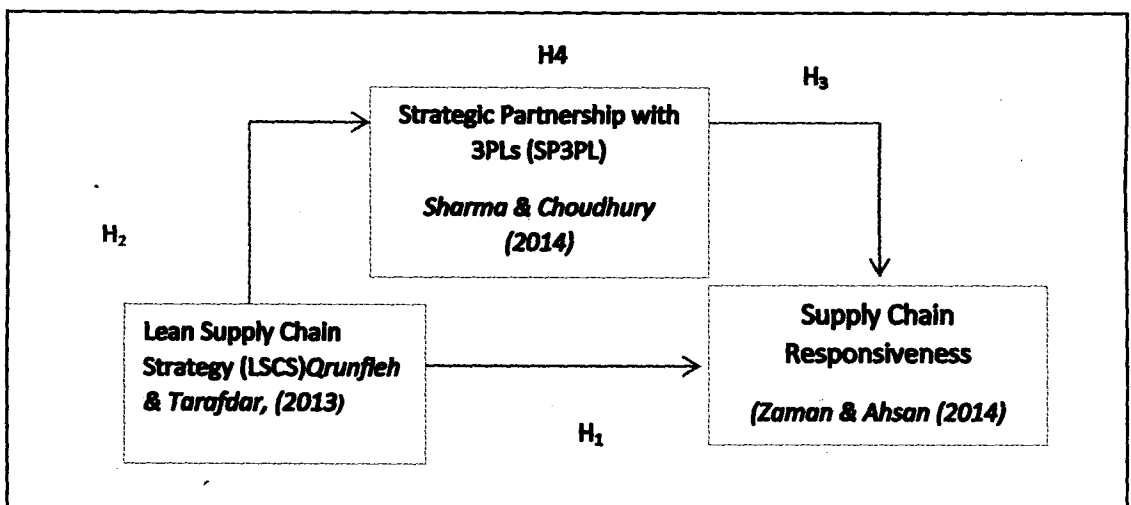 H4
H₃
Strategic Partnership with
3PLs (SP3PL)
Sharma & Choudhury
(2014)
H₂
Lean Supply Chain
Strategy (LSCS)Qrunfleh
& Tarafdar, (2013)
Supply Chain
Responsiveness
(Zaman & Ahsan (2014)
H₁